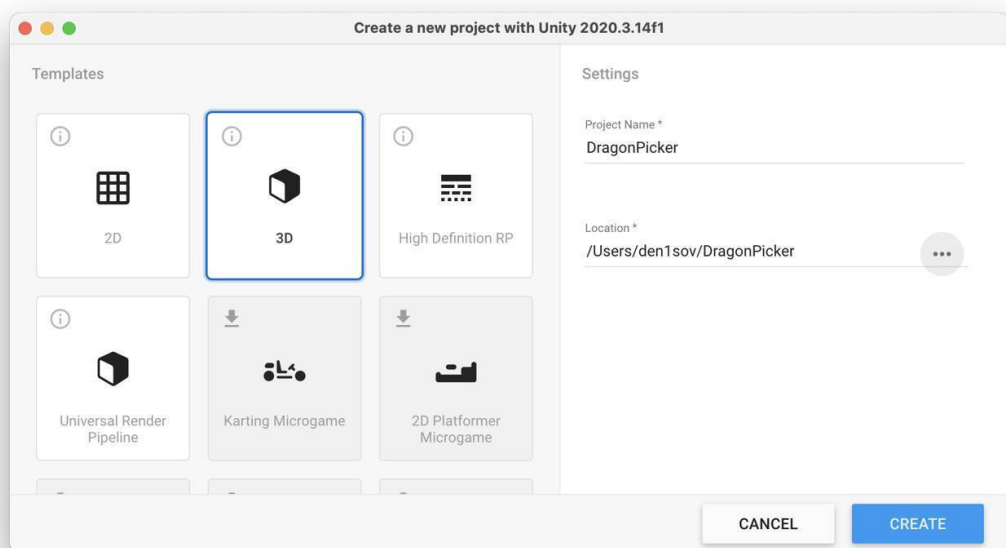 Create a new project with Unity 2020.3.14f1
Templates
2D
3D
High Definition RP
Universal Render
Pipeline
Karting Microgame
2D Platformer
Microgame
Settings
Project Name *
DragonPicker
Location *
/Users/den1sov/DragonPicker
CANCEL
CREATE